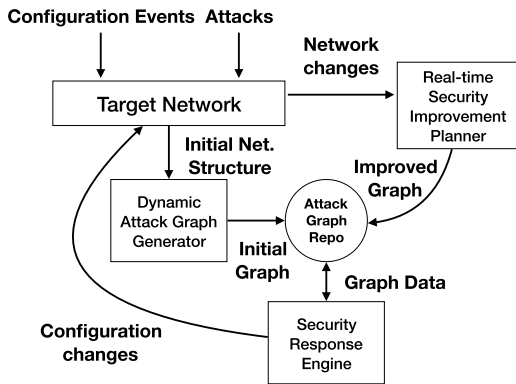 Configuration Events Attacks
Network
changes
Target Network
Real-time
Security
Improvement
Planner
Initial Net.
Structure
Improved
Graph
Dynamic
Attack Graph
Generator
Attack
Graph
Repo
Initial
Graph
Graph Data
Configuration
changes
Security
Response
Engine